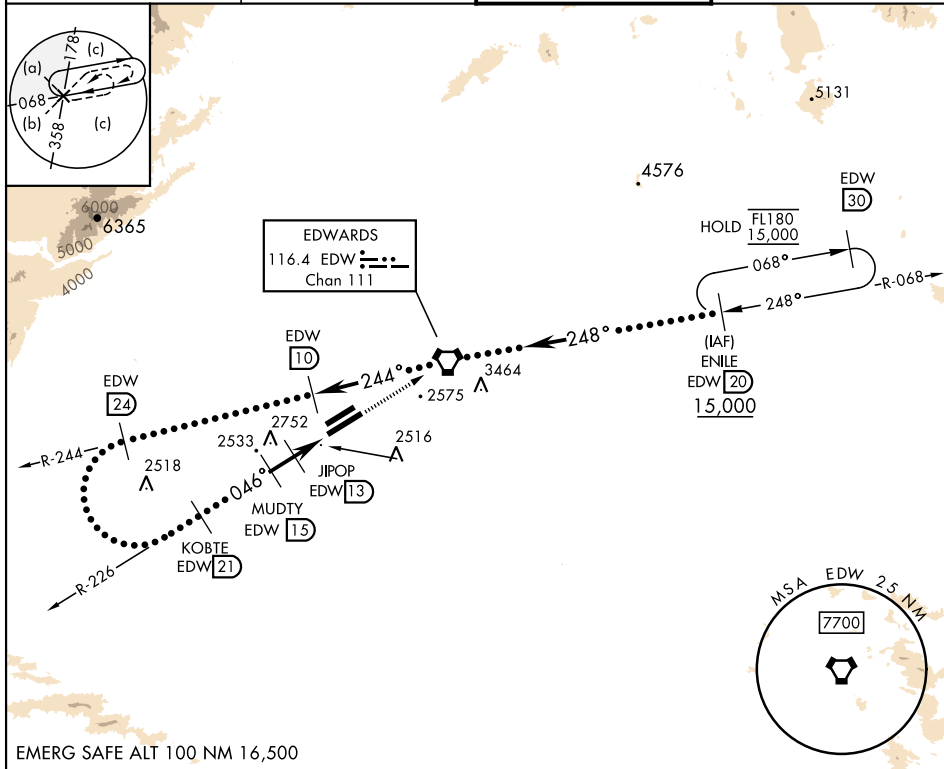 178
(c)
(a)
068
(b)
358
(c)
5131
4576
6000
6365
5000
4000
EDWARDS
116.4 EDW
Chan 111
HOLD FL180
15,000
EDW
30
068°
R-068
248°
248°
(IAF)
ENILE
EDW 20
15,000
EDW
10
244°
3464
2575
EDW
24
2752
2533
2516
R-244
2518
046°
JIPOP
EDW 13
MUDTY
EDW 15
KOBTE
EDW 21
R-226
MSA EDW 25 NM
7700
EMERG SAFE ALT 100 NM 16,500